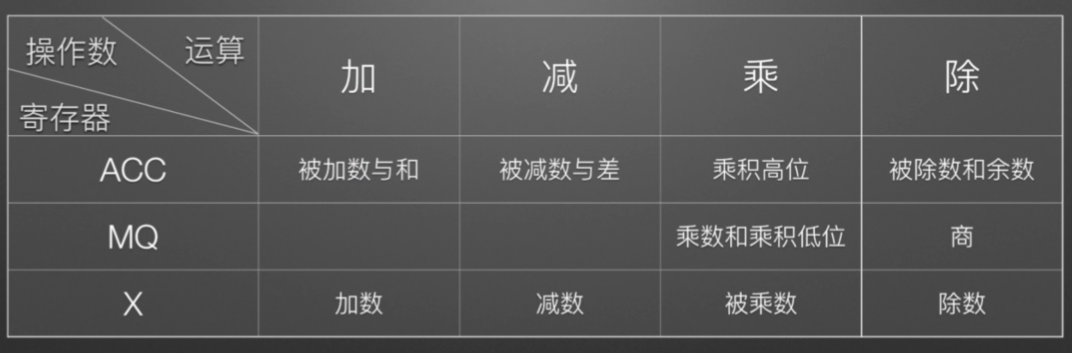 操作数 运算
寄存器
加 减 乘 除
ACC 被加数与和 被减数与差 乘积高位 被除数和余数
MQ 乘数和乘积低位 商
X 加数 减数 被乘数 除数